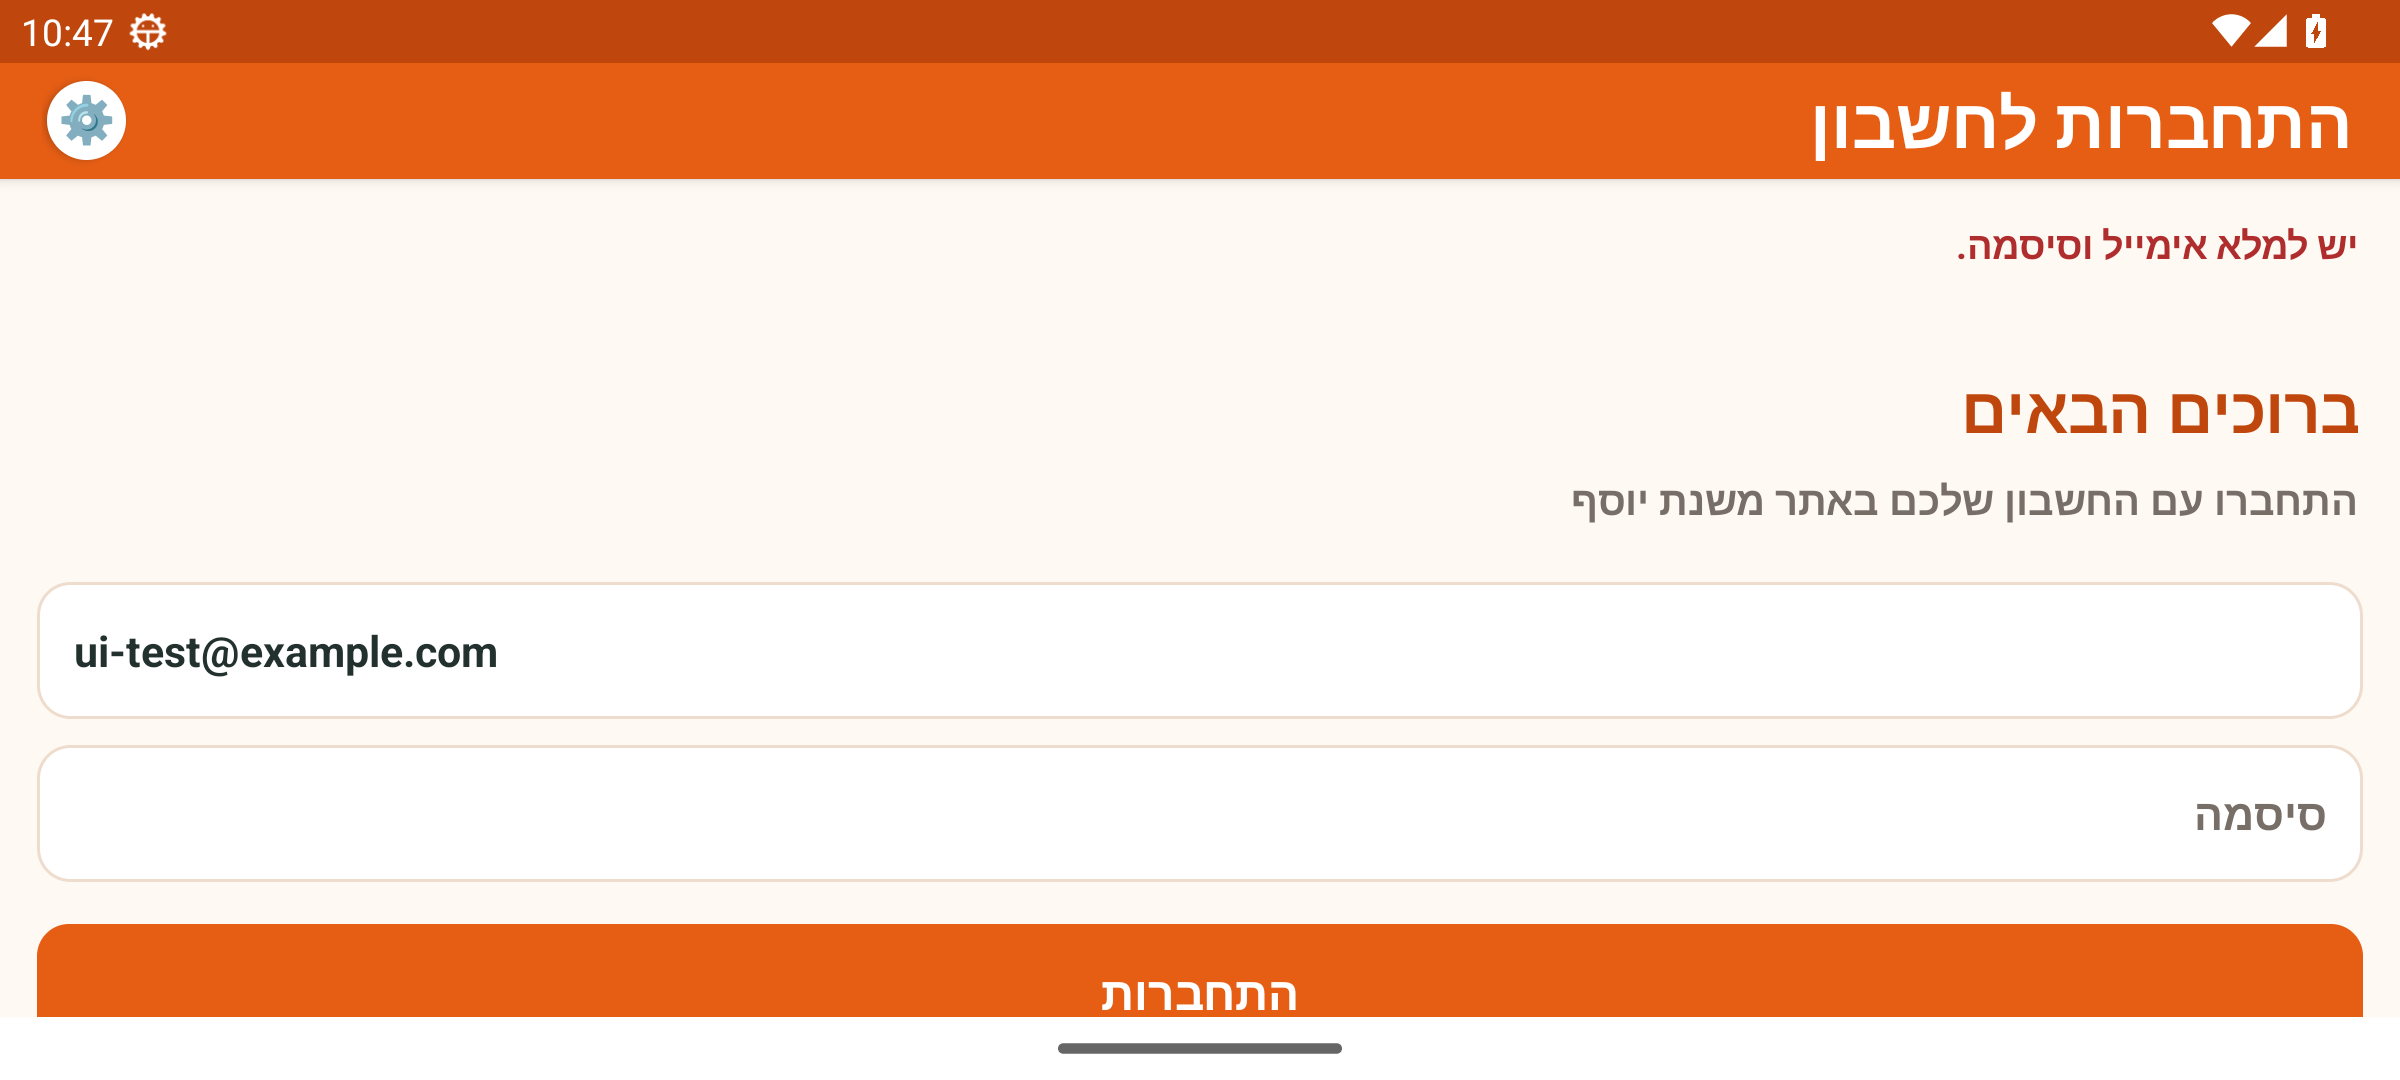 10:47
התחברות לחשבון
יש למלא אימייל וסיסמה.
ברוכים הבאים
התחברו עם החשבון שלכם באתר משנת יוסף
ui-test@example.com
סיסמה
התחברות